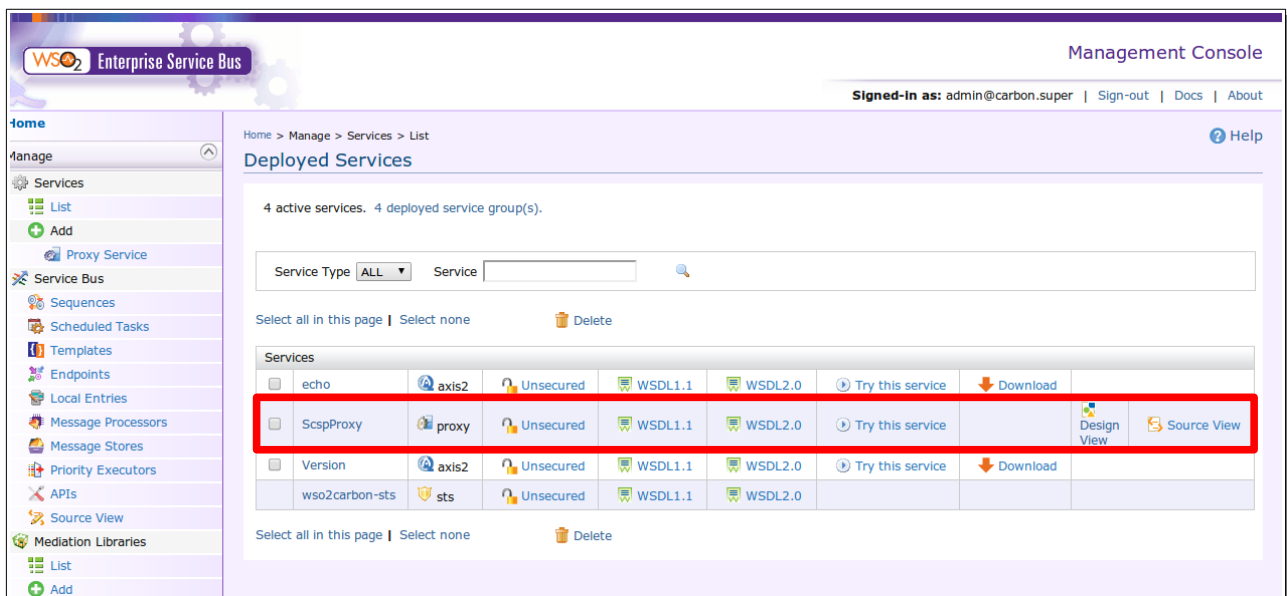 WSO2 Enterprise Service Bus
Management Console
Signed-in as: admin@carbon.super | Sign-out | Docs | About
Home
Manage
Services
List
Add
Proxy Service
Service Bus
Sequences
Scheduled Tasks
Templates
Endpoints
Local Entries
Message Processors
Message Stores
Priority Executors
APIs
Source View
Mediation Libraries
List
Add
Home > Manage > Services > List
Help
Deployed Services
4 active services. 4 deployed service group(s).
Service Type ALL Service
Select all in this page | Select none Delete
Services
echo axis2 Unsecured WSDL1.1 WSDL2.0 Try this service Download
ScspProxy proxy Unsecured WSDL1.1 WSDL2.0 Try this service Design View Source View
Version axis2 Unsecured WSDL1.1 WSDL2.0 Try this service Download
wso2carbon-sts sts Unsecured WSDL1.1 WSDL2.0
Select all in this page | Select none Delete